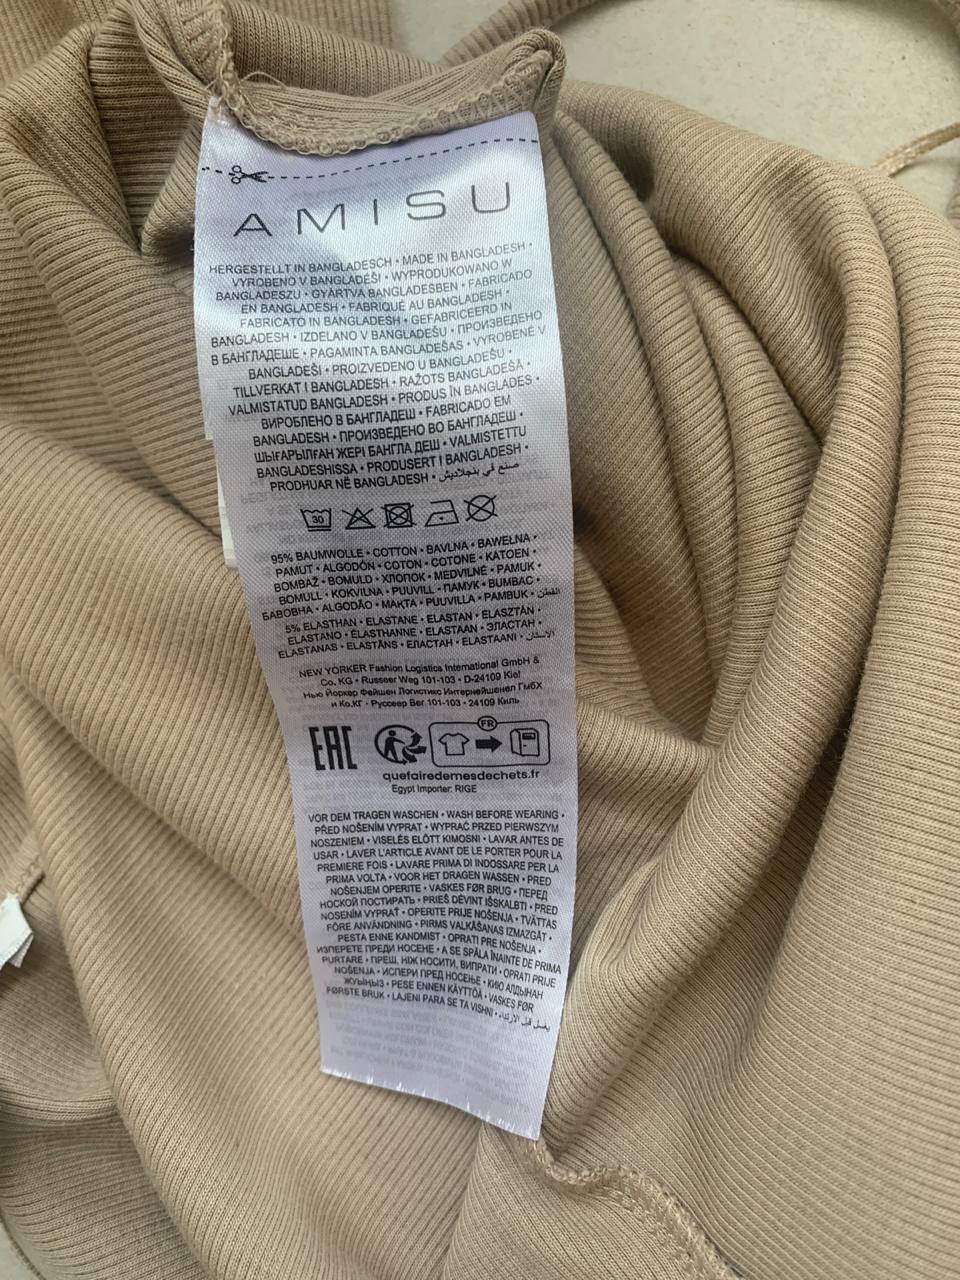 AMISU
HERGESTELLT IN BANGLADESCH • MADE IN BANGLADESH •
VYROBENO V BANGLADÉŠI • WYPRODUKOWANO W
BANGLADESZU • GYÁRTVA BANGLADESBEN • FABRICADO
EN BANGLADESH • FABRIQUÉ AU BANGLADESH •
FABRICATO IN BANGLADESH • GEFABRICEERD IN
BANGLADESH • IZDELANO V BANGLADEŠU • ПРОИЗВЕДЕНО
В БАНГЛАДЕШЕ • PAGAMINTA BANGLADEŠAS • VYROBENÉ V
BANGLADÉŠI • PROIZVEDENO U BANGLADEŠU •
TILLVERKAT I BANGLADESH • RAŽOTS BANGLADEŠĀ •
VALMISTATUD BANGLADESH • PRODUS ÎN BANGLADES •
ВИРОБЛЕНО В БАНГЛАДЕШ • FABRICADO EM
BANGLADESH • ПРОИЗВЕДЕНО ВО БАНГЛАДЕШ •
ШЫҒАРЫЛҒАН ЖЕРІ БАНГЛА ДЕШ • VALMISTETTU
BANGLADESHISSA • PRODUSERT I BANGLADESH •
PRODHUAR NË BANGLADESH • صنع في بنجلاديش
30
95% BAUMWOLLE • COTTON • BAVLNA • BAWEŁNA •
PAMUT • ALGODÓN • COTON • COTONE • KATOEN •
BOMBAŽ • BOMULD • ХЛОПОК • MEDVILNĖ • PAMUK •
BOMULL • KOKVILNA • PUUVILL • ПАМУК • BUMBAC •
БАВОВНА • ALGODÃO • МАКТА • PUUVILLA • PAMBUK • القطن
5% ELASTHAN • ELASTANE • ELASTAN • ELASZTÁN •
ELASTANO • ÉLASTHANNE • ELASTAAN • ЭЛАСТАН •
ELASTANAS • ELASTĀNS • ЕЛАСТАН • ELASTAANI • الاستان
NEW YORKER Fashion Logistics International GmbH &
Co. KG • Russeer Weg 101-103 • D-24109 Kiel
Нью Йоркер Фейшен Логистикс Интернейшенел ГмбХ
и Ко.КГ • Руссеер Вег 101-103 • 24109 Киль
EAC
FR
quefairedemesdechets.fr
Egypt Importer: RIGE
VOR DEM TRAGEN WASCHEN • WASH BEFORE WEARING •
PŘED NOŠENÍM VYPRAT • WYPRAĆ PRZED PIERWSZYM
NOSZENIEM • VISELÉS ELŐTT KIMOSNI • LAVAR ANTES DE
USAR • LAVER L'ARTICLE AVANT DE LE PORTER POUR LA
PREMIERE FOIS • LAVARE PRIMA DI INDOSSARE PER LA
PRIMA VOLTA • VOOR HET DRAGEN WASSEN • PRED
NOŠENJEM OPERITE • VASKES FØR BRUG • ПЕРЕД
НОСКОЙ ПОСТИРАТЬ • PRIEŠ DĖVINT IŠSKALBTI • PRED
NOSENÍM VYPRAŤ • OPERITE PRIJE NOŠENJA • TVÄTTAS
FÖRE ANVÄNDNING • PIRMS VALKĀŠANAS IZMAZGĀT •
PESTA ENNE KANDMIST • OPRATI PRE NOŠENJA •
ИЗПЕРЕТЕ ПРЕДИ НОСЕНЕ • A SE SPĂLA ÎNAINTE DE PRIMA
PURTARE • ПРЕШ, НІЖ НОСИТИ, ВИПРАТИ • OPRATI PRIJE
NOŠENJA • ИСПЕРИ ПРЕД НОСЕЊЕ • КИЮ АЛДЫНАН
ЖУЫҢЫЗ • PESE ENNEN KÄYTTÖÄ • VASKES FØR
FØRSTE BRUK • LAJENI PARA SE TA VISHNI • يغسل قبل الارتداء